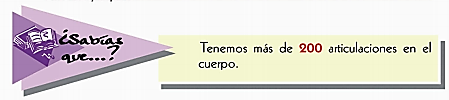 ¿Sabías
que...?
Tenemos más de 200 articulaciones en el
cuerpo.